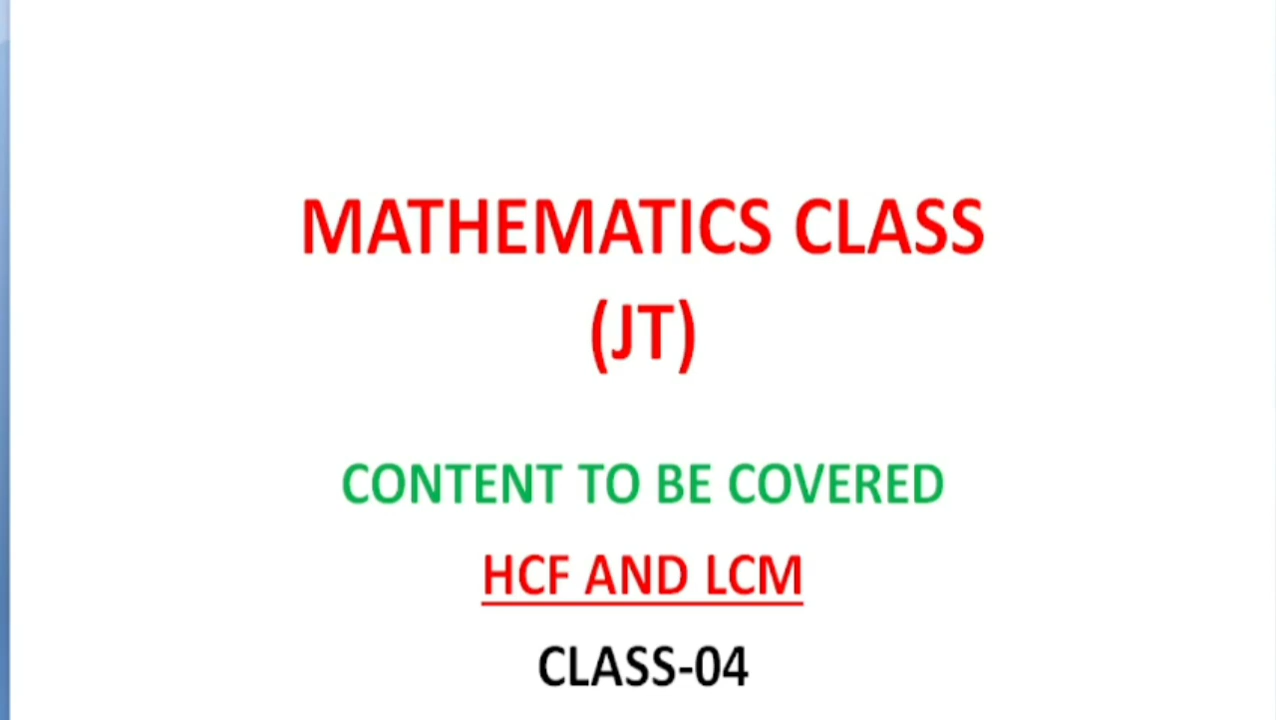 MATHEMATICS CLASS
(JT)
CONTENT TO BE COVERED
HCF AND LCM
CLASS-04